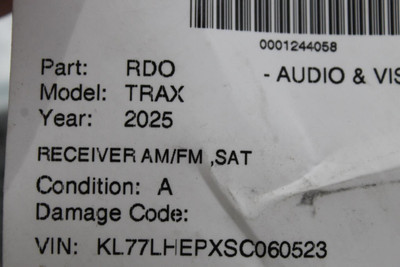 0001244058
Part: RDO - AUDIO & VIS
Model: TRAX
Year: 2025
RECEIVER AM/FM ,SAT
Condition: A
Damage Code:
VIN: KL77LHEPXSC060523